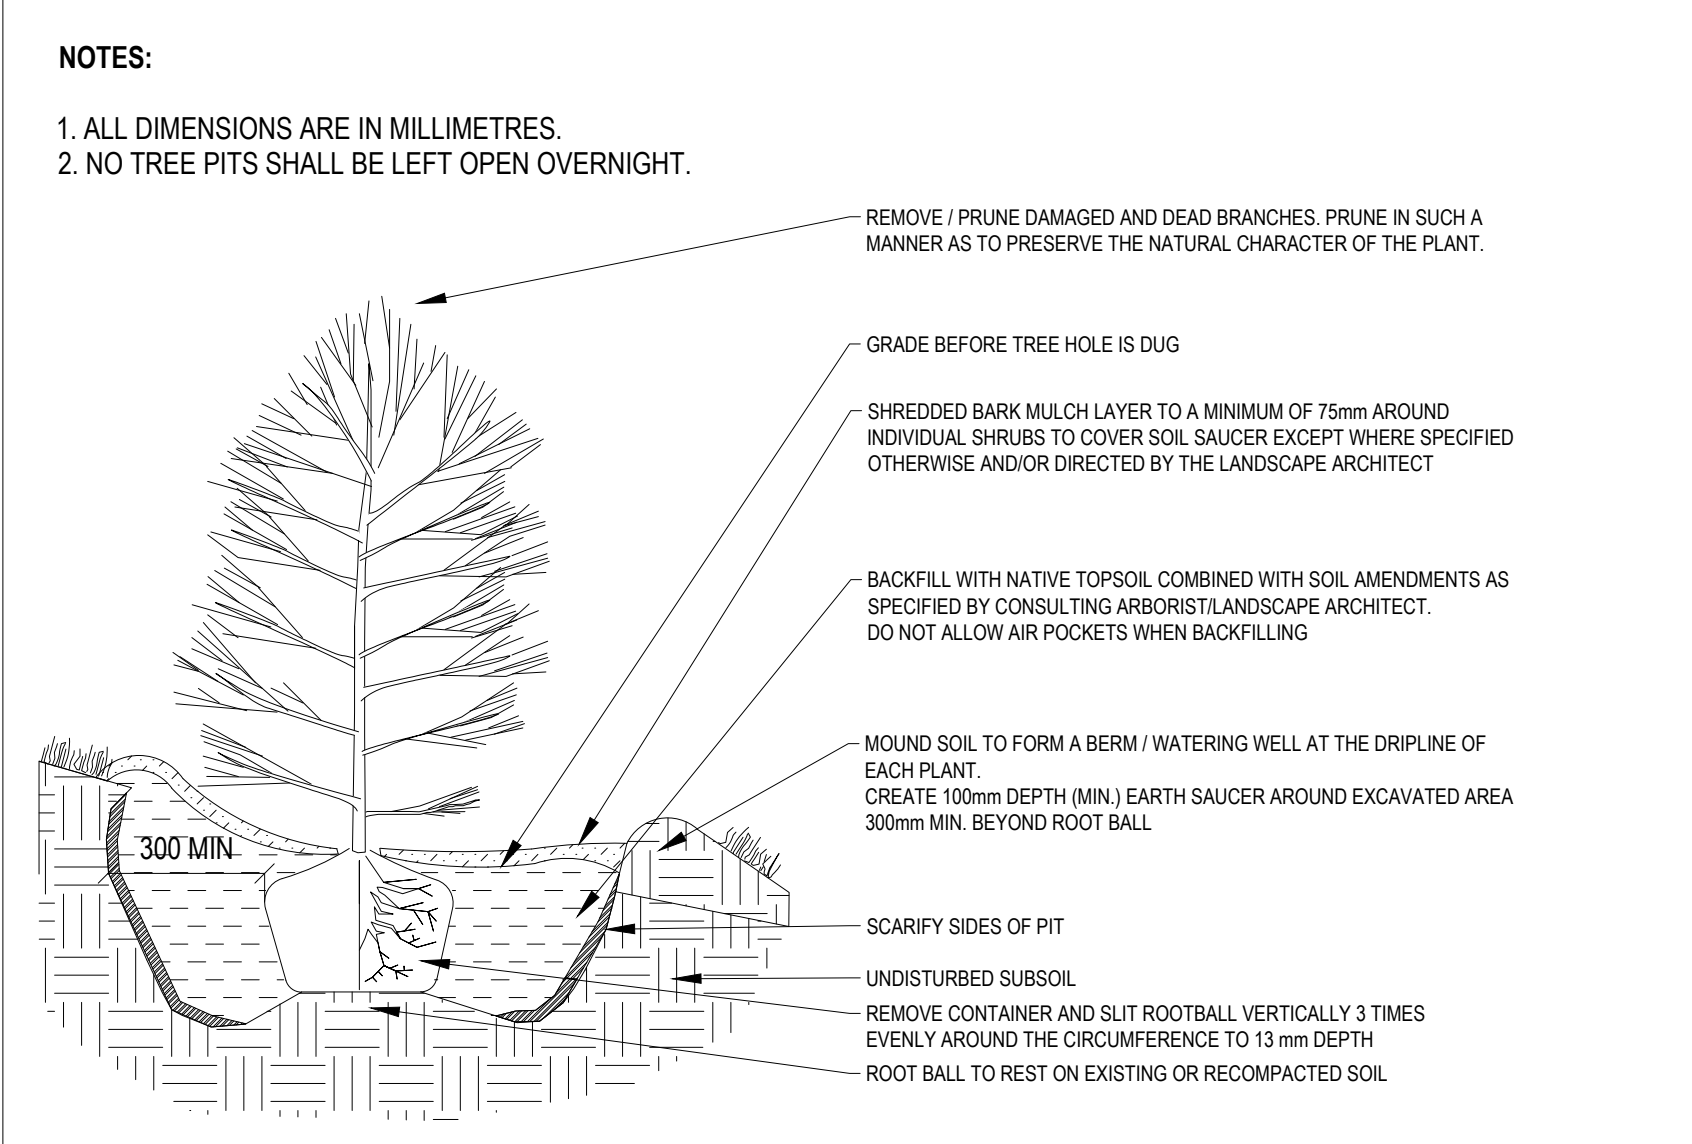 NOTES:
1. ALL DIMENSIONS ARE IN MILLIMETRES.
2. NO TREE PITS SHALL BE LEFT OPEN OVERNIGHT.
REMOVE / PRUNE DAMAGED AND DEAD BRANCHES. PRUNE IN SUCH A
MANNER AS TO PRESERVE THE NATURAL CHARACTER OF THE PLANT.
GRADE BEFORE TREE HOLE IS DUG
SHREDDED BARK MULCH LAYER TO A MINIMUM OF 75mm AROUND
INDIVIDUAL SHRUBS TO COVER SOIL SAUCER EXCEPT WHERE SPECIFIED
OTHERWISE AND/OR DIRECTED BY THE LANDSCAPE ARCHITECT
BACKFILL WITH NATIVE TOPSOIL COMBINED WITH SOIL AMENDMENTS AS
SPECIFIED BY CONSULTING ARBORIST/LANDSCAPE ARCHITECT.
DO NOT ALLOW AIR POCKETS WHEN BACKFILLING
MOUND SOIL TO FORM A BERM / WATERING WELL AT THE DRIPLINE OF
EACH PLANT.
CREATE 100mm DEPTH (MIN.) EARTH SAUCER AROUND EXCAVATED AREA
300mm MIN. BEYOND ROOT BALL
300 MIN
SCARIFY SIDES OF PIT
UNDISTURBED SUBSOIL
REMOVE CONTAINER AND SLIT ROOTBALL VERTICALLY 3 TIMES
EVENLY AROUND THE CIRCUMFERENCE TO 13 mm DEPTH
ROOT BALL TO REST ON EXISTING OR RECOMPACTED SOIL